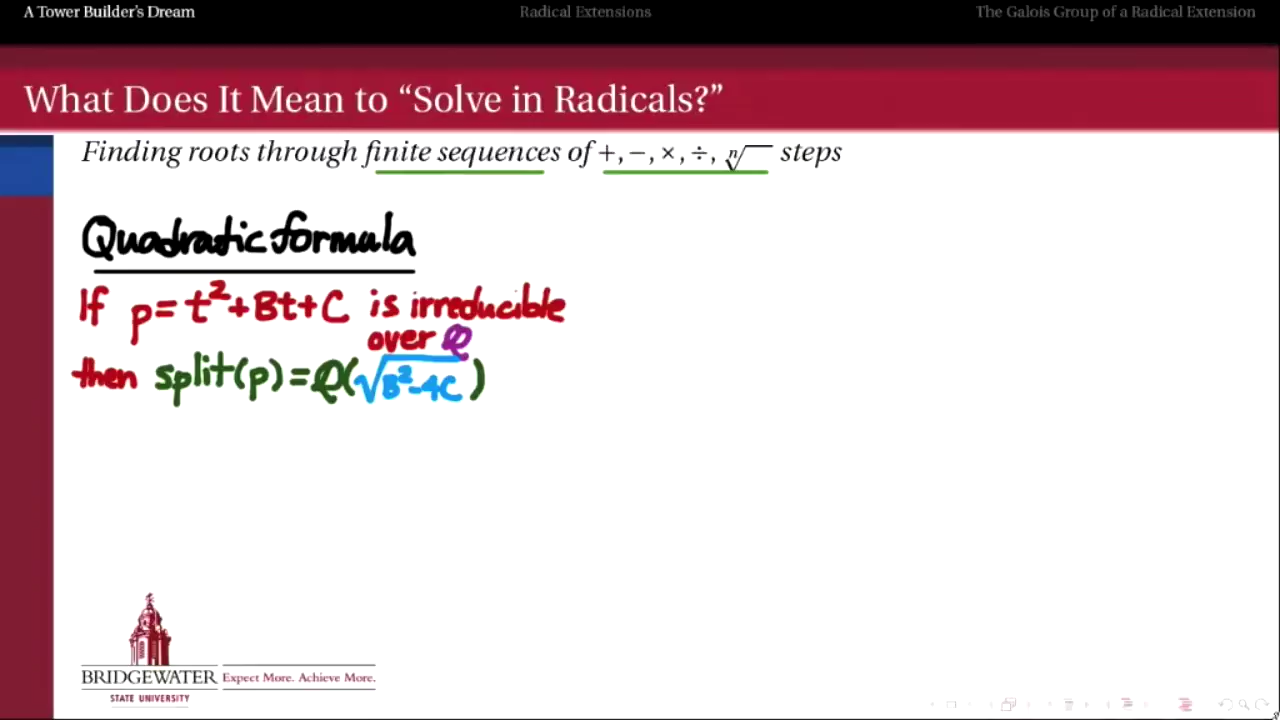 A Tower Builder's Dream Radical Extensions The Galois Group of a Radical Extension
What Does It Mean to “Solve in Radicals?”
Finding roots through finite sequences of +, −, ×, ÷, ⁿ√ steps
Quadratic formula
If p = t² + Bt + C is irreducible
over Q
then split(p) = Q(√(B²-4C))
BRIDGEWATER Expect More. Achieve More.
STATE UNIVERSITY